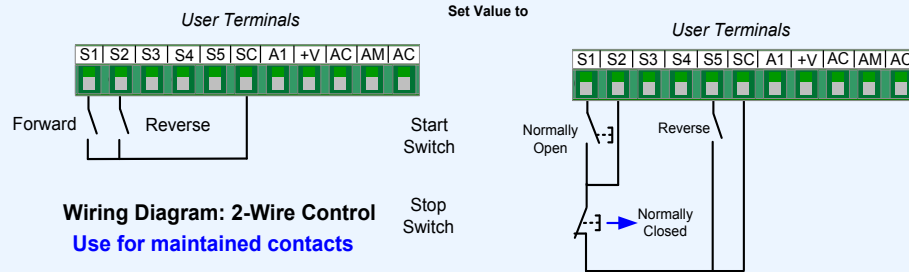 Set Value to
User Terminals
S1 S2 S3 S4 S5 SC A1 +V AC AM AC
Forward
Reverse
Wiring Diagram: 2-Wire Control
Use for maintained contacts
User Terminals
S1 S2 S3 S4 S5 SC A1 +V AC AM AC
Start
Switch
Normally
Open
Reverse
Stop
Switch
Normally
Closed